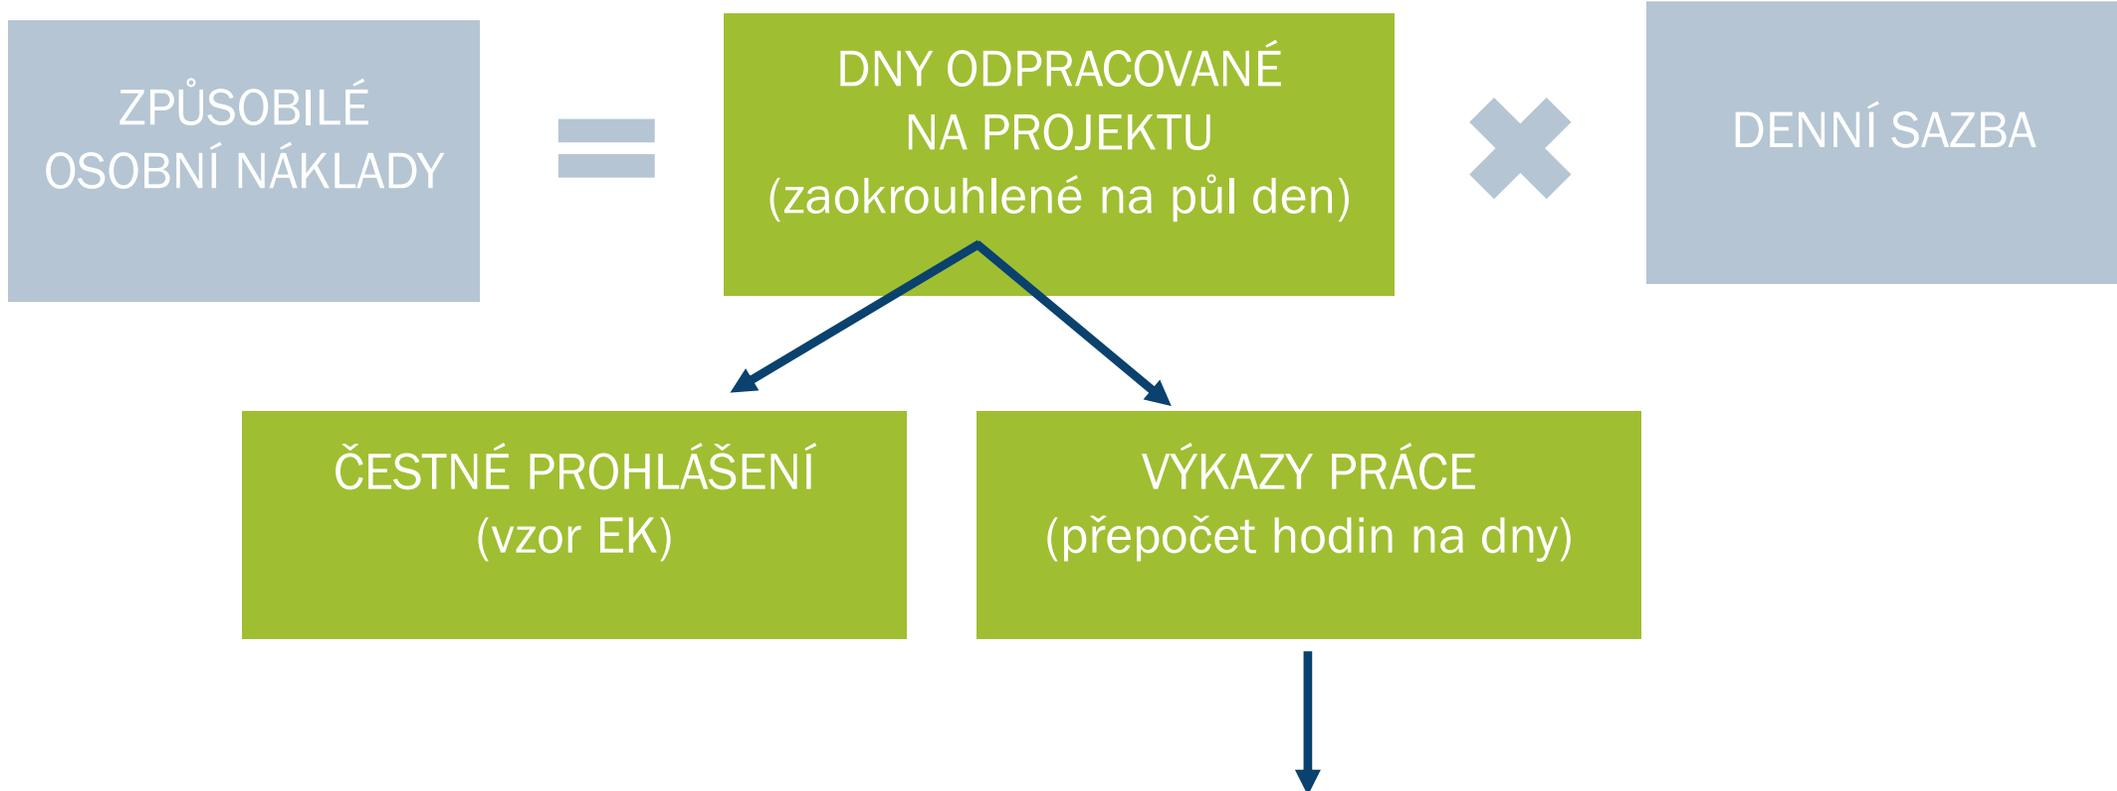 ZPŮSOBILÉ
OSOBNÍ NÁKLADY
DNY ODPRACOVANÉ
NA PROJEKTU
(zaokrouhlené na půl den)
DENNÍ SAZBA
ČESTNÉ PROHLÁŠENÍ
(vzor EK)
VÝKAZY PRÁCE
(přepočet hodin na dny)